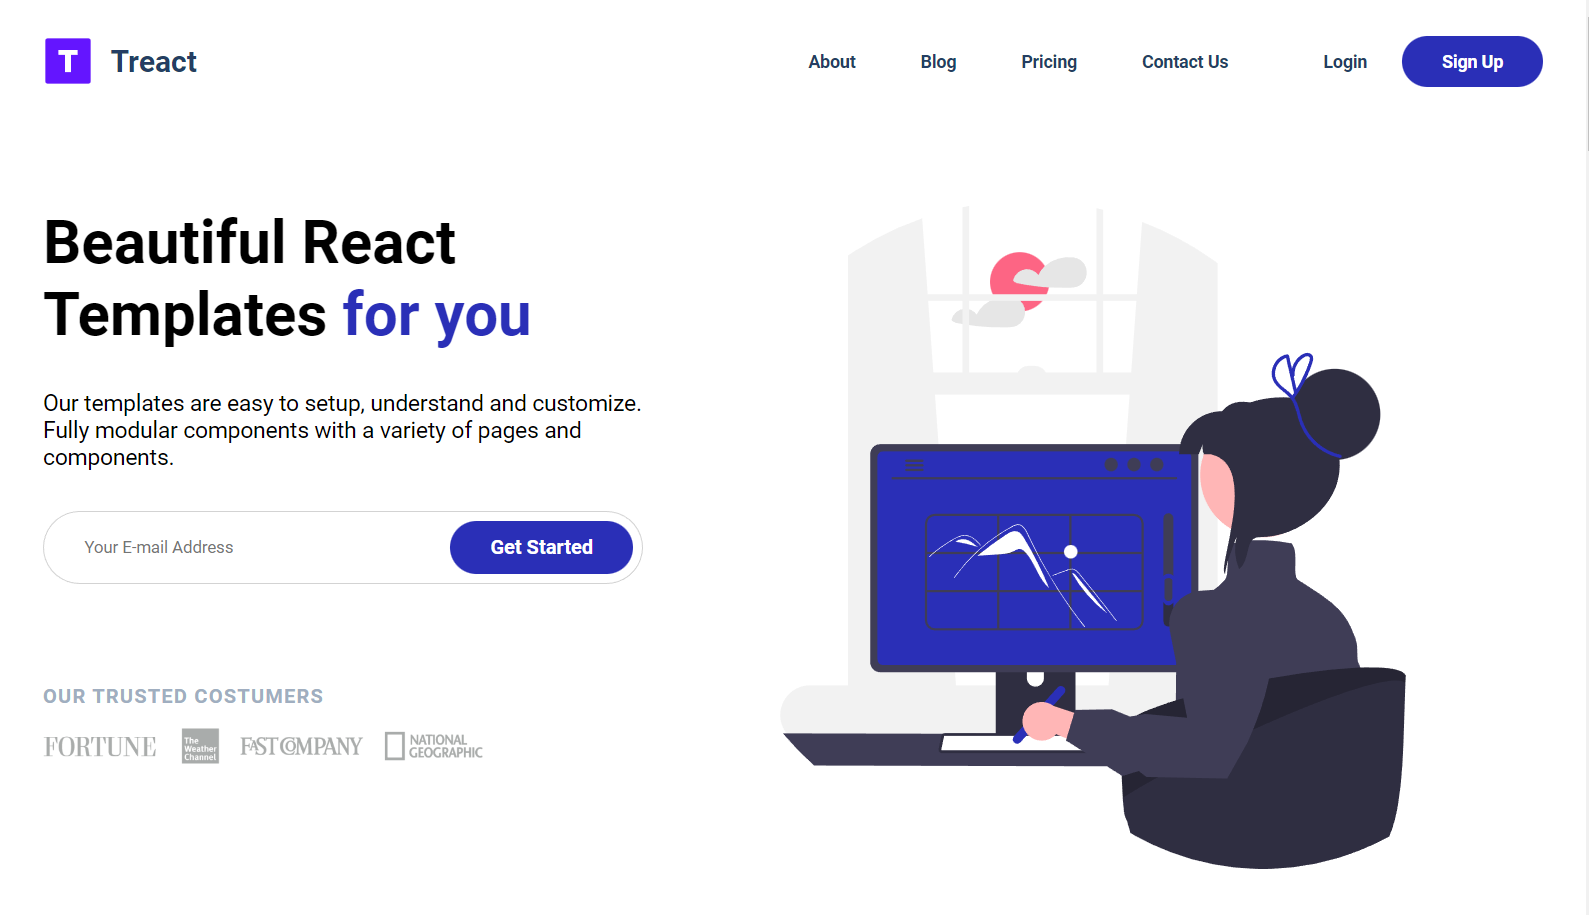 T Treact
About Blog Pricing Contact Us Login Sign Up
Beautiful React
Templates for you
Our templates are easy to setup, understand and customize.
Fully modular components with a variety of pages and
components.
Your E-mail Address Get Started
OUR TRUSTED COSTUMERS
FORTUNE
The
Weather
Channel
FAST COMPANY
NATIONAL
GEOGRAPHIC